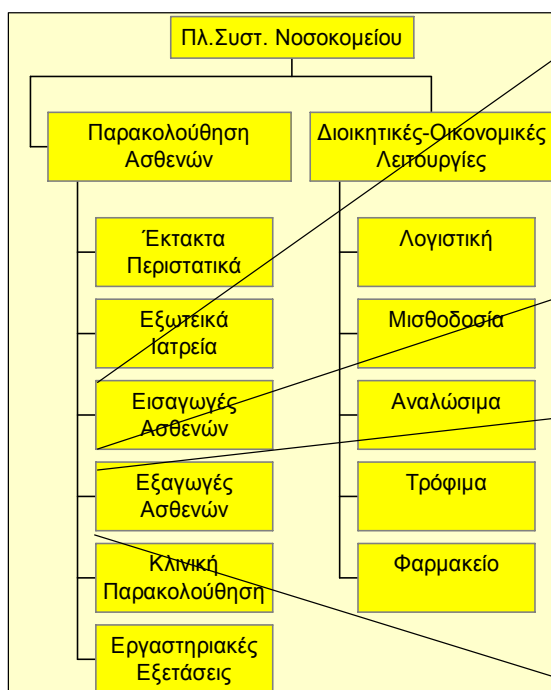 Πλ.Συστ. Νοσοκομείου
Παρακολούθηση
Ασθενών
Έκτακτα
Περιστατικά
Εξωτεικά
Ιατρεία
Εισαγωγές
Ασθενών
Εξαγωγές
Ασθενών
Κλινική
Παρακολούθηση
Εργαστηριακές
Εξετάσεις
Διοικητικές-Οικονομικές
Λειτουργίες
Λογιστική
Μισθοδοσία
Αναλώσιμα
Τρόφιμα
Φαρμακείο